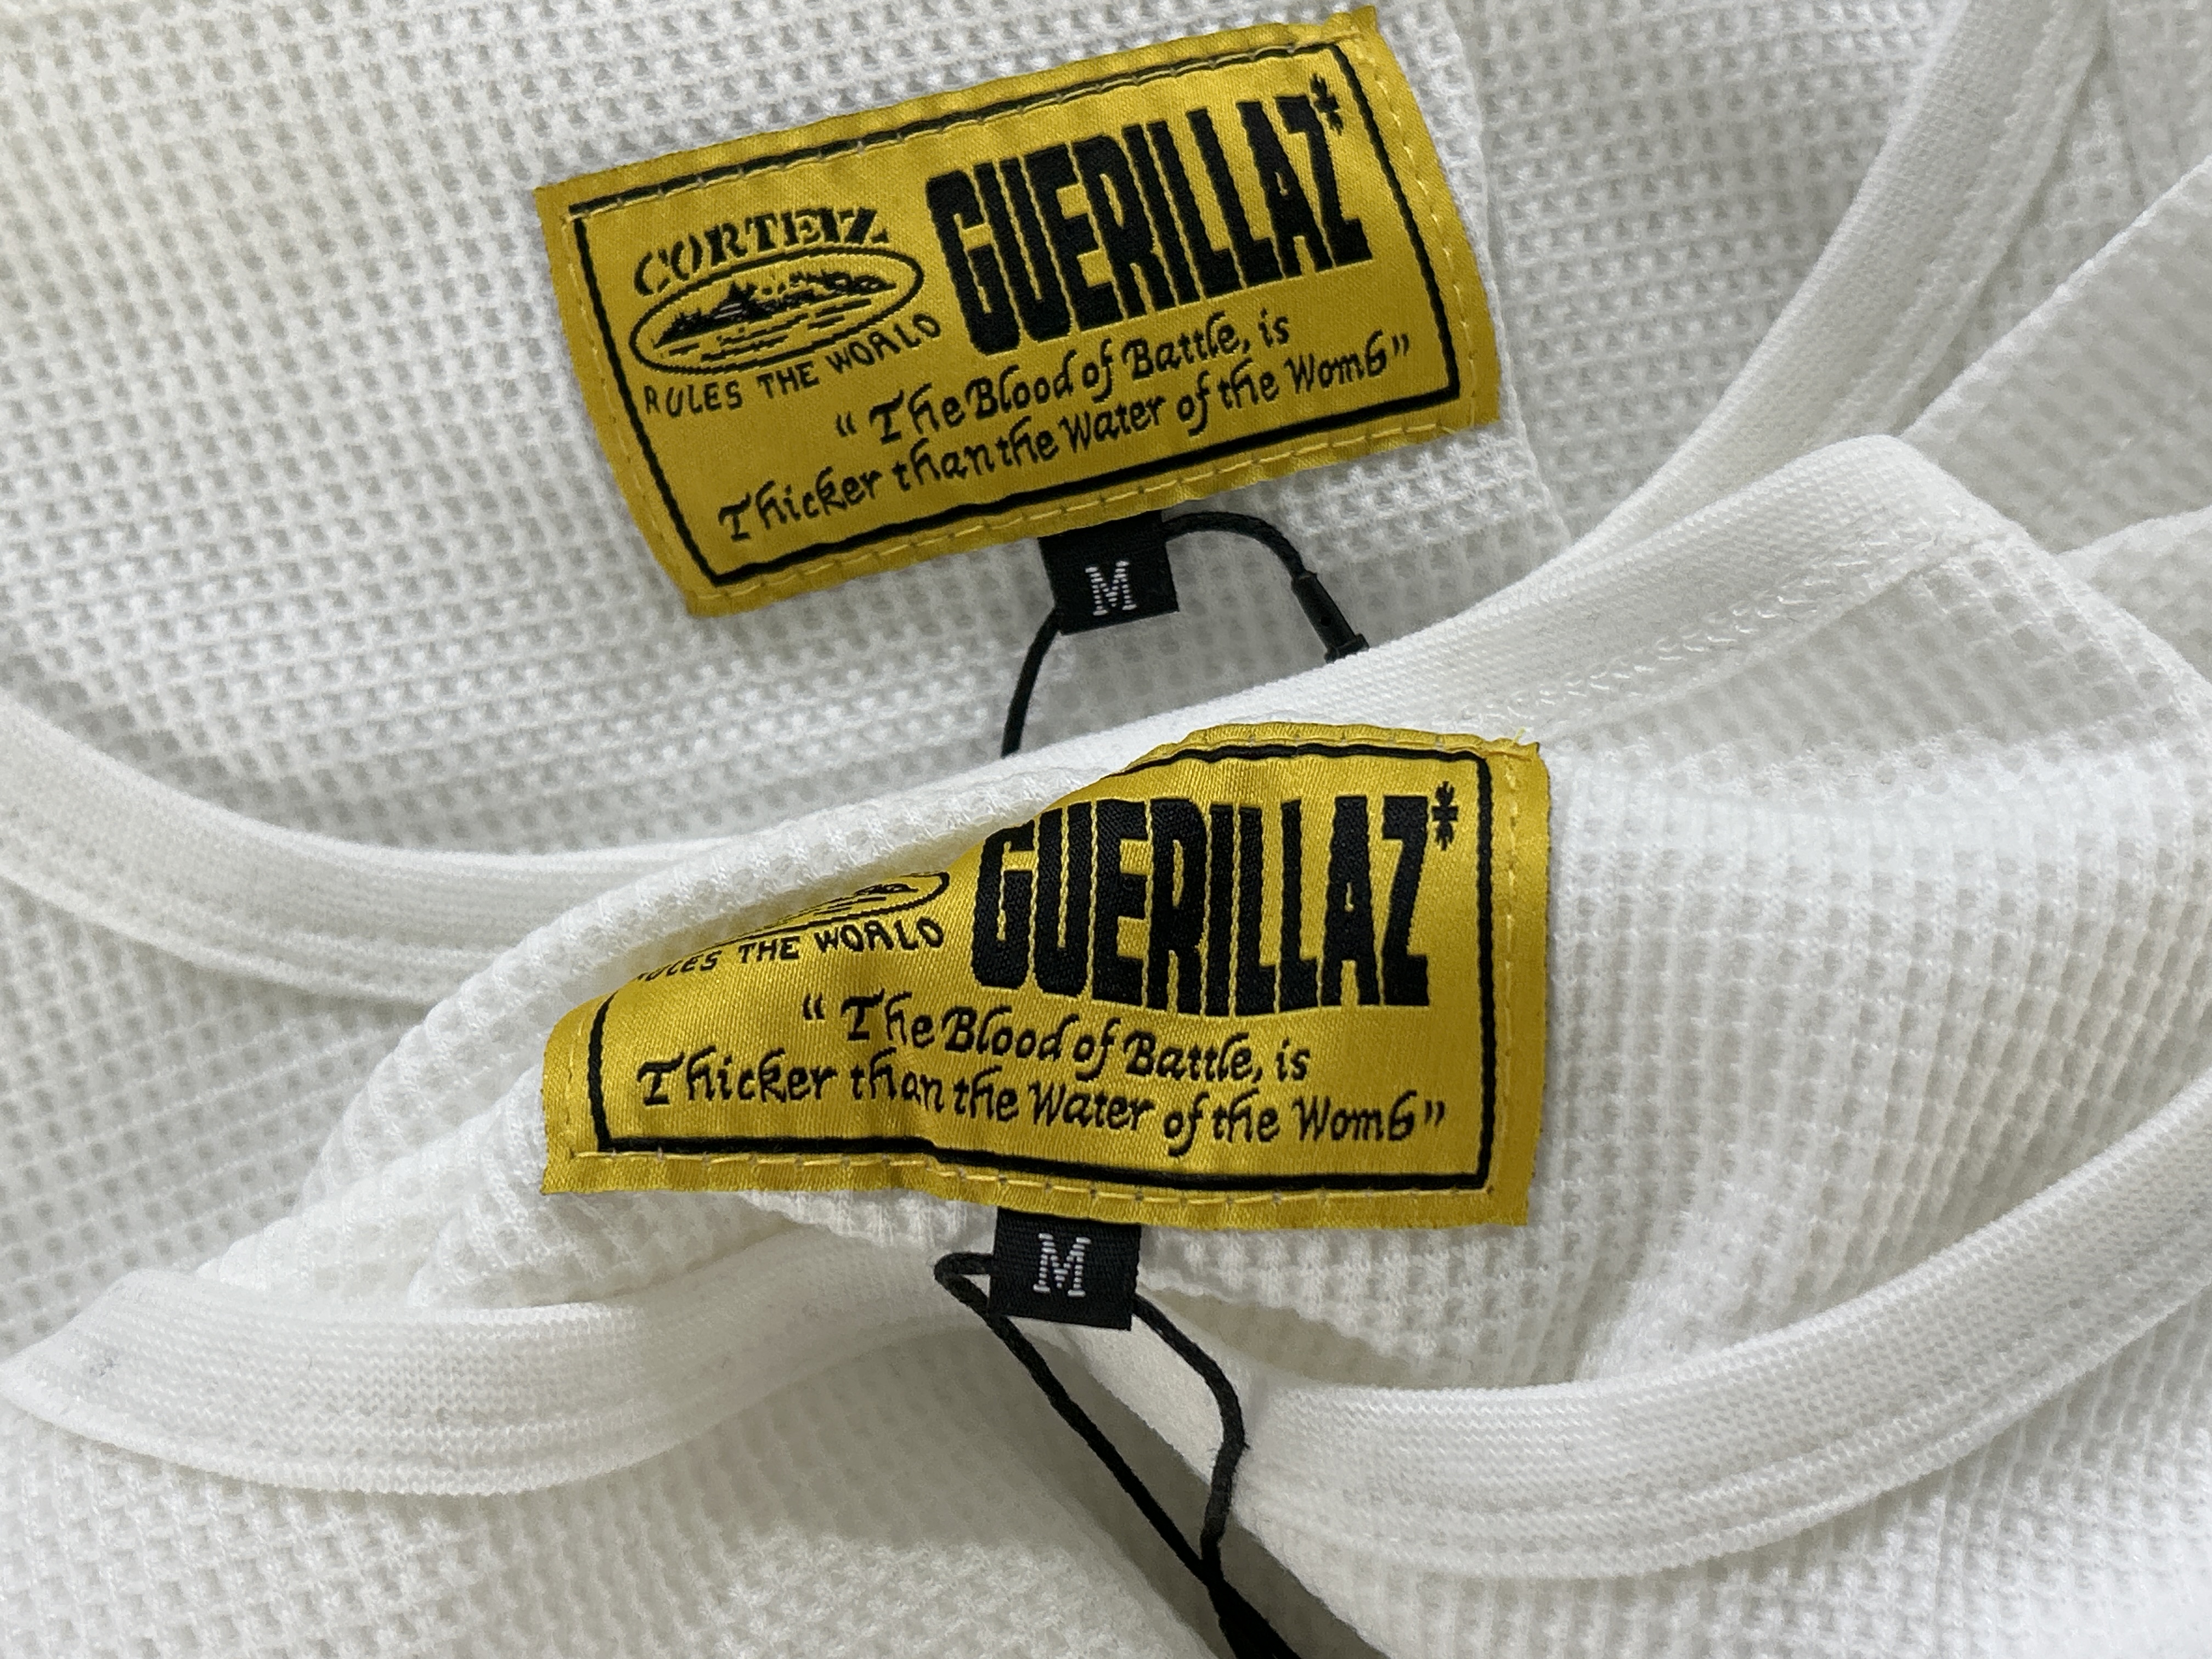 CORTEIZ
RULES THE WORLD
GUERILLAZ*
“The Blood of Battle, is
Thicker than the Water of the Womb”
M
RULES THE WORLD
GUERILLAZ*
“The Blood of Battle, is
Thicker than the Water of the Womb”
M